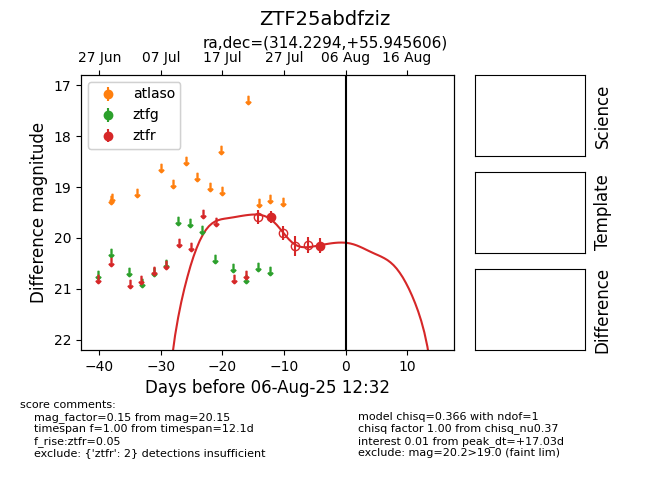 ZTF25abdfziz
ra,dec=(314.2294,+55.945606)
27 Jun 07 Jul 17 Jul 27 Jul 06 Aug 16 Aug
atlaso
ztfg
ztfr
17
18
19
20
21
22
Difference magnitude
−40 −30 −20 −10 0 10
Days before 06-Aug-25 12:32
Science
Template
Difference
score comments:
mag_factor=0.15 from mag=20.15
timespan f=1.00 from timespan=12.1d
f_rise:ztfr=0.05
exclude: {'ztfr': 2} detections insufficient
model chisq=0.366 with ndof=1
chisq factor 1.00 from chisq_nu0.37
interest 0.01 from peak_dt=+17.03d
exclude: mag=20.2>19.0 (faint lim)